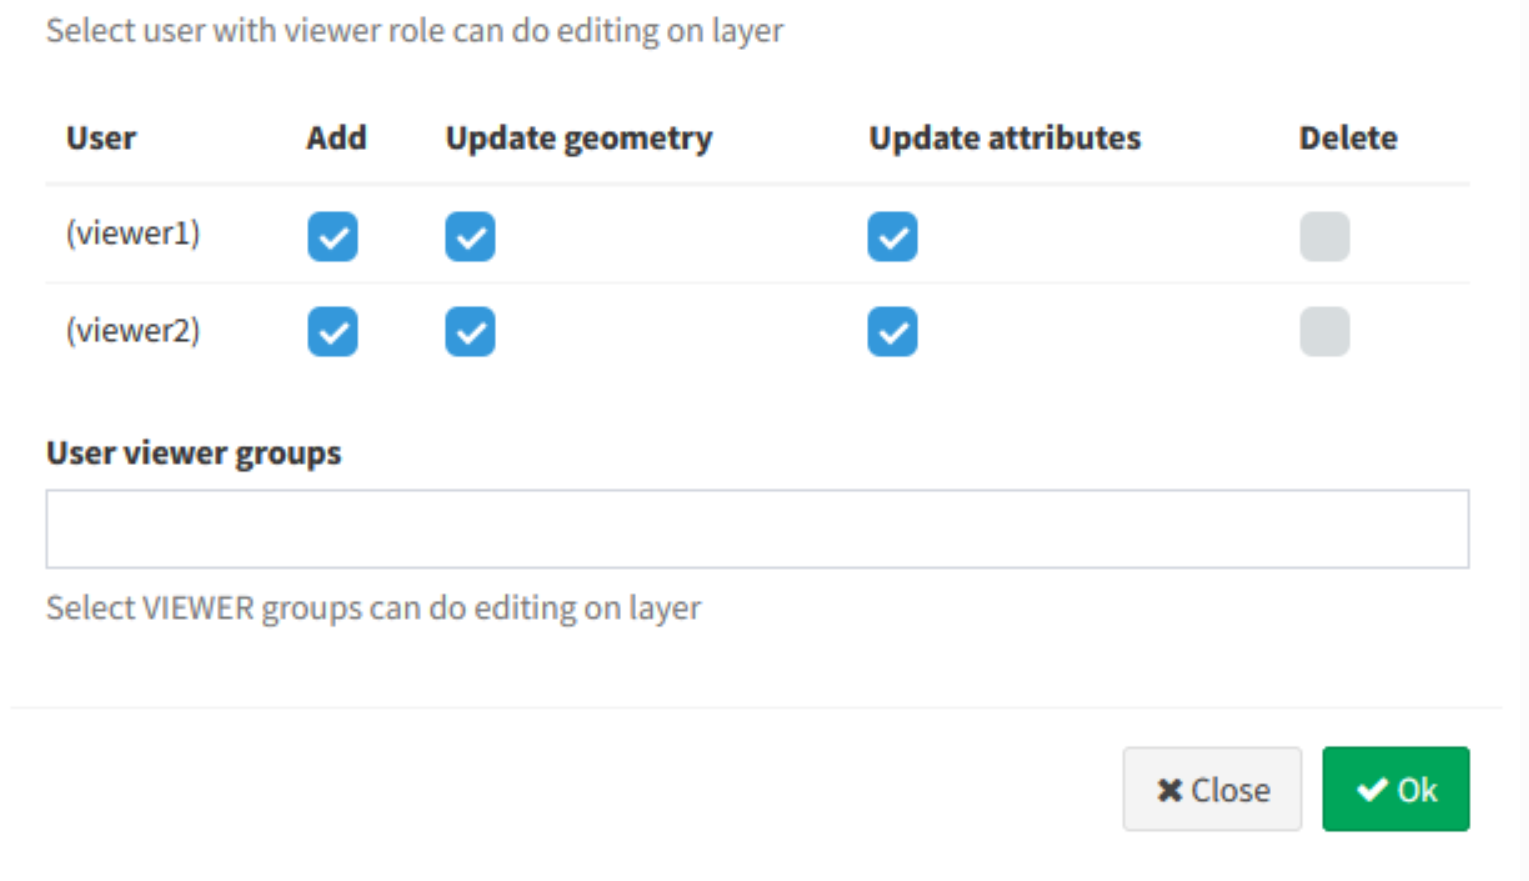 Select user with viewer role can do editing on layer
User Add Update geometry Update attributes Delete
(viewer1)
(viewer2)
User viewer groups
Select VIEWER groups can do editing on layer
Close Ok